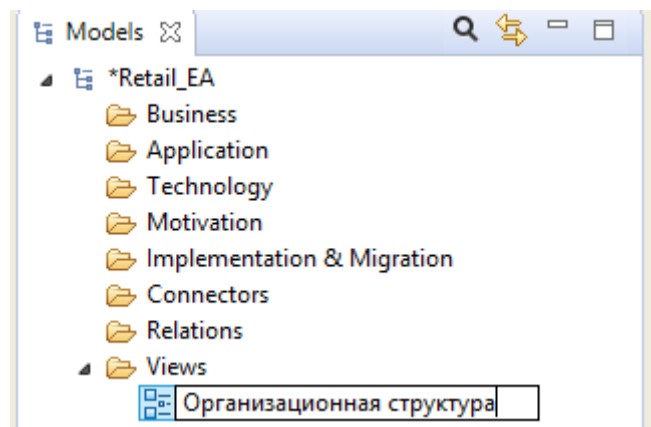 Models
*Retail_EA
Business
Application
Technology
Motivation
Implementation & Migration
Connectors
Relations
Views
Организационная структура